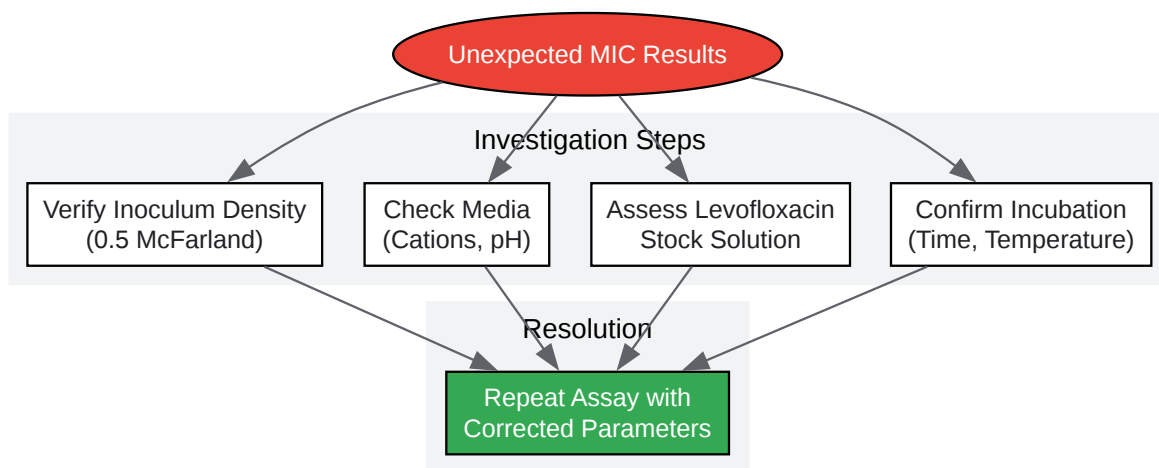 Unexpected MIC Results
Investigation Steps
Verify Inoculum Density
(0.5 McFarland)
Check Media
(Cations, pH)
Assess Levofloxacin
Stock Solution
Confirm Incubation
(Time, Temperature)
Resolution
Repeat Assay with
Corrected Parameters